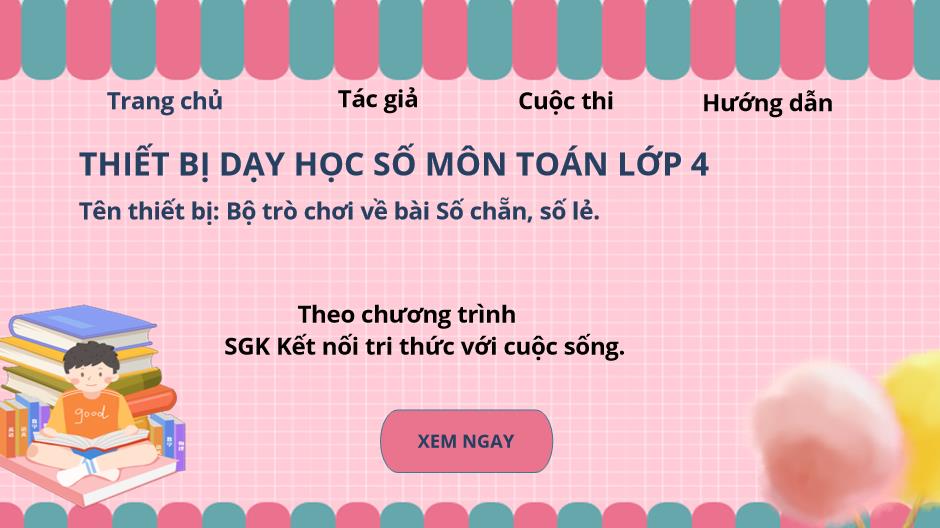 Trang chủ
Tác giả
Cuộc thi
Hướng dẫn
THIẾT BỊ DẠY HỌC SỐ MÔN TOÁN LỚP 4
Tên thiết bị: Bộ trò chơi về bài Số chẵn, số lẻ.
Theo chương trình
SGK Kết nối tri thức với cuộc sống.
good
XEM NGAY